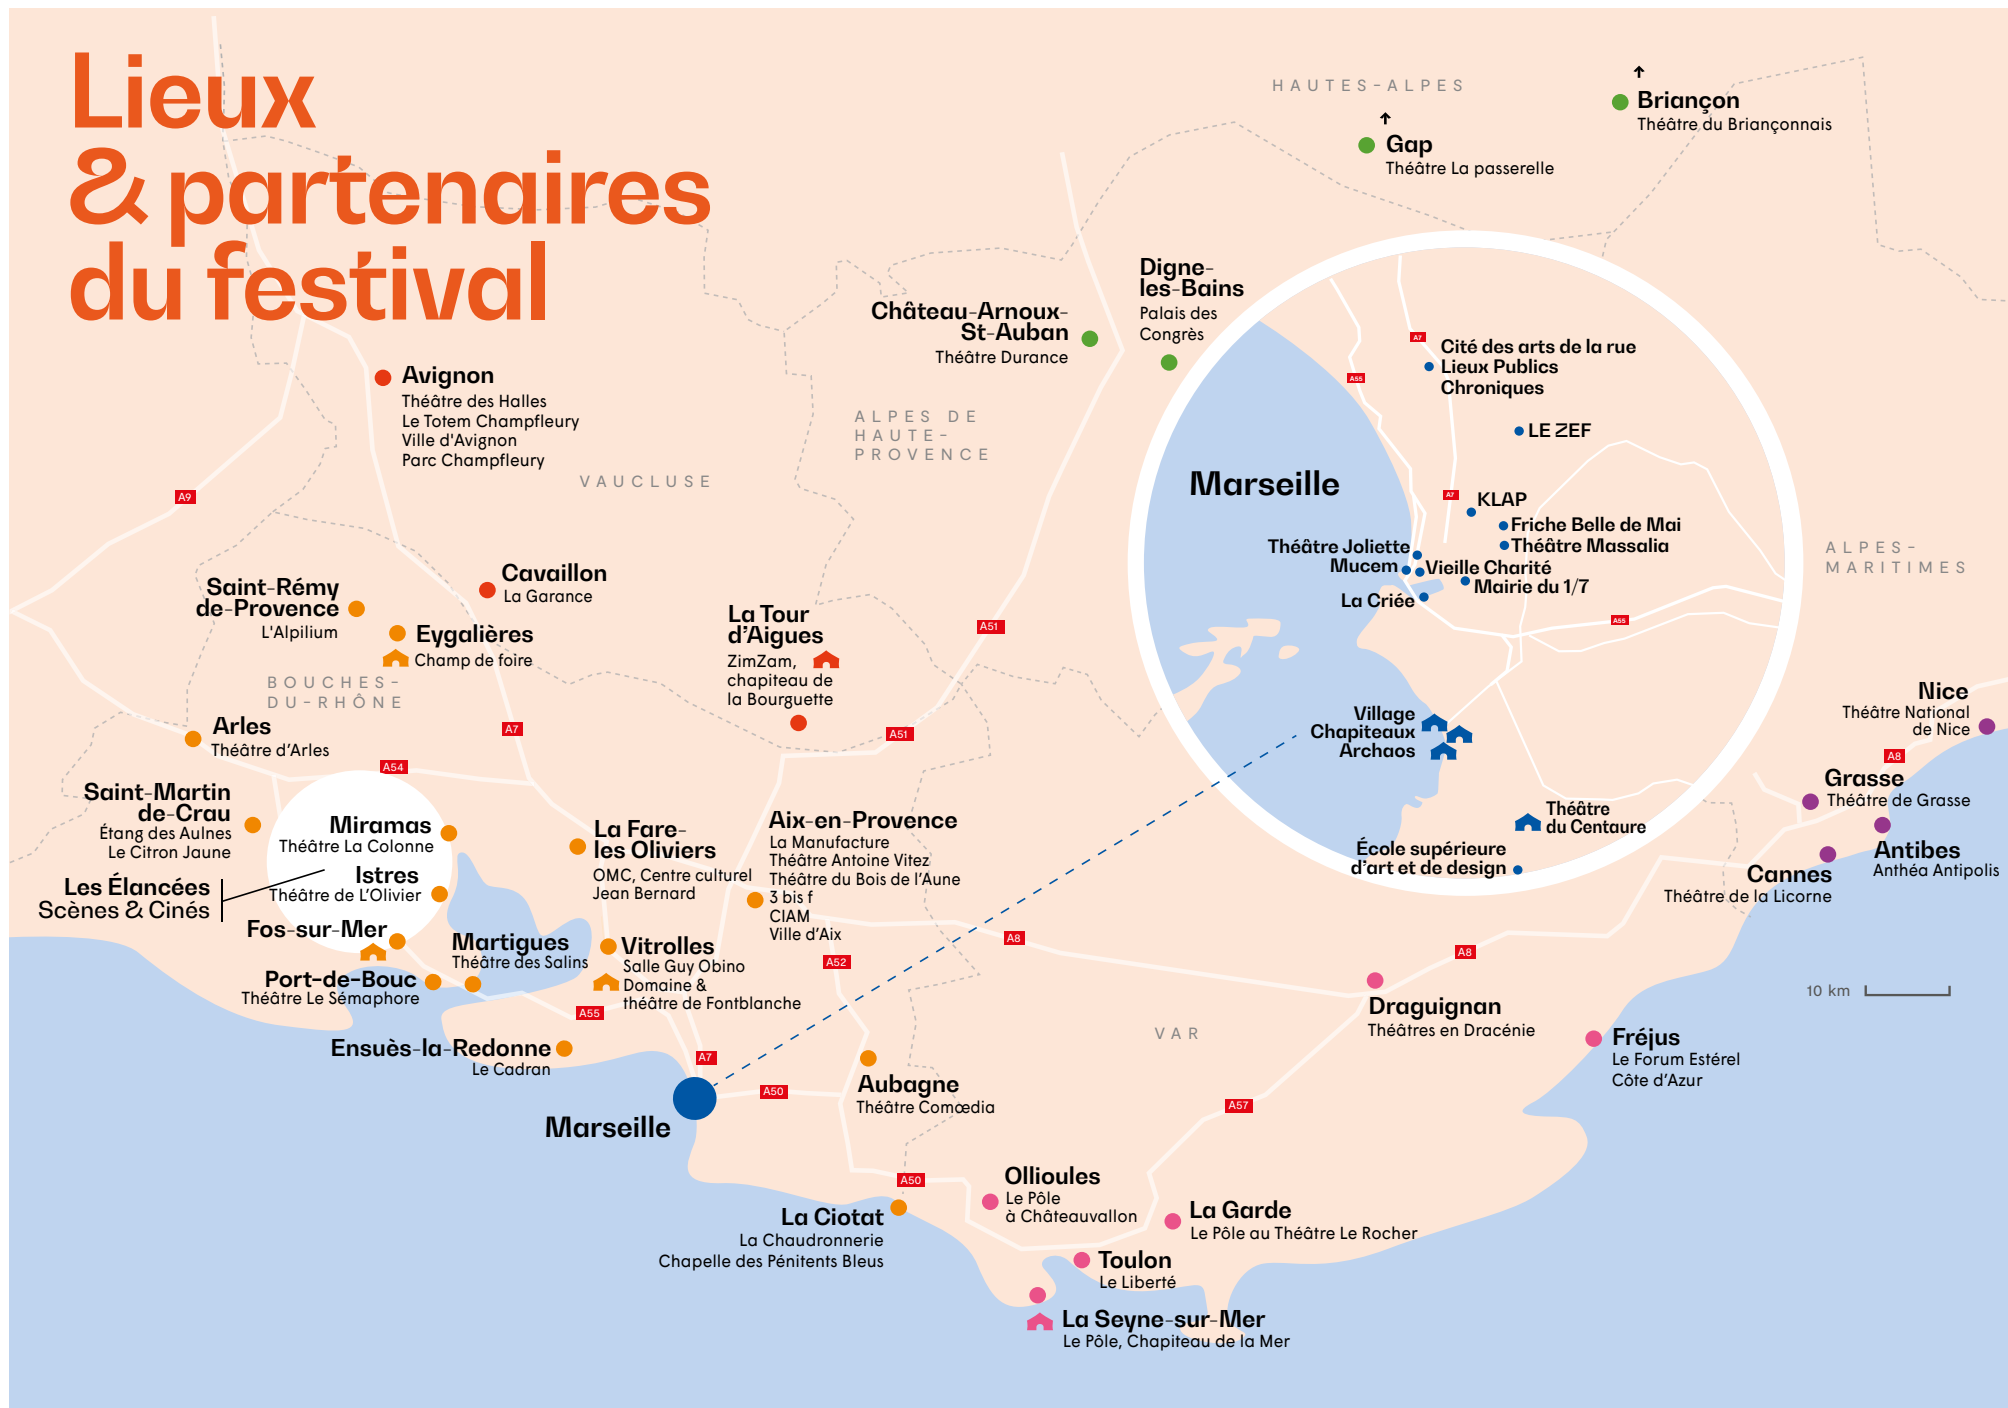 Lieux
& partenaires
du festival
HAUTES-ALPES
Briançon
Théâtre du Briançonnais
Gap
Théâtre La passerelle
Digne-
les-Bains
Palais des
Congrès
Château-Arnoux-
St-Auban
Théâtre Durance
Avignon
Théâtre des Halles
Le Totem Champfleury
Ville d'Avignon
Parc Champfleury
ALPES DE
HAUTE-
PROVENCE
VAUCLUSE
A9
Cavaillon
La Garance
Saint-Rémy
de-Provence
L'Alpilium
Eygalières
Champ de foire
La Tour
d'Aigues
ZimZam,
chapiteau de
la Bourguette
A51
BOUCHES-
DU-RHÔNE
Arles
Théâtre d'Arles
A7
A51
A54
Saint-Martin
de-Crau
Étang des Aulnes
Le Citron Jaune
Miramas
Théâtre La Colonne
Istres
Théâtre de L'Olivier
Les Élancées
Scènes & Cinés
Fos-sur-Mer
Port-de-Bouc
Théâtre Le Sémaphore
Martigues
Théâtre des Salins
La Fare-
les Oliviers
OMC, Centre culturel
Jean Bernard
Aix-en-Provence
La Manufacture
Théâtre Antoine Vitez
Théâtre du Bois de l'Aune
3 bis f
CIAM
Ville d'Aix
Vitrolles
Salle Guy Obino
Domaine &
théâtre de Fontblanche
A52
A8
A55
Ensuès-la-Redonne
Le Cadran
A7
A50
Marseille
Aubagne
Théâtre Comœdia
A50
La Ciotat
La Chaudronnerie
Chapelle des Pénitents Bleus
Ollioules
Le Pôle
à Châteauvallon
La Garde
Le Pôle au Théâtre Le Rocher
Toulon
Le Liberté
La Seyne-sur-Mer
Le Pôle, Chapiteau de la Mer
VAR
A57
A8
Draguignan
Théâtres en Dracénie
Fréjus
Le Forum Estérel
Côte d'Azur
10 km
Marseille
A7
A55
Cité des arts de la rue
Lieux Publics
Chroniques
LE ZEF
A7
KLAP
Friche Belle de Mai
Théâtre Massalia
Théâtre Joliette
Mucem
Vieille Charité
Mairie du 1/7
La Criée
A55
Village
Chapiteaux
Archaos
Théâtre
du Centaure
École supérieure
d'art et de design
ALPES-
MARITIMES
Nice
Théâtre National
de Nice
A8
Grasse
Théâtre de Grasse
Antibes
Anthéa Antipolis
Cannes
Théâtre de la Licorne